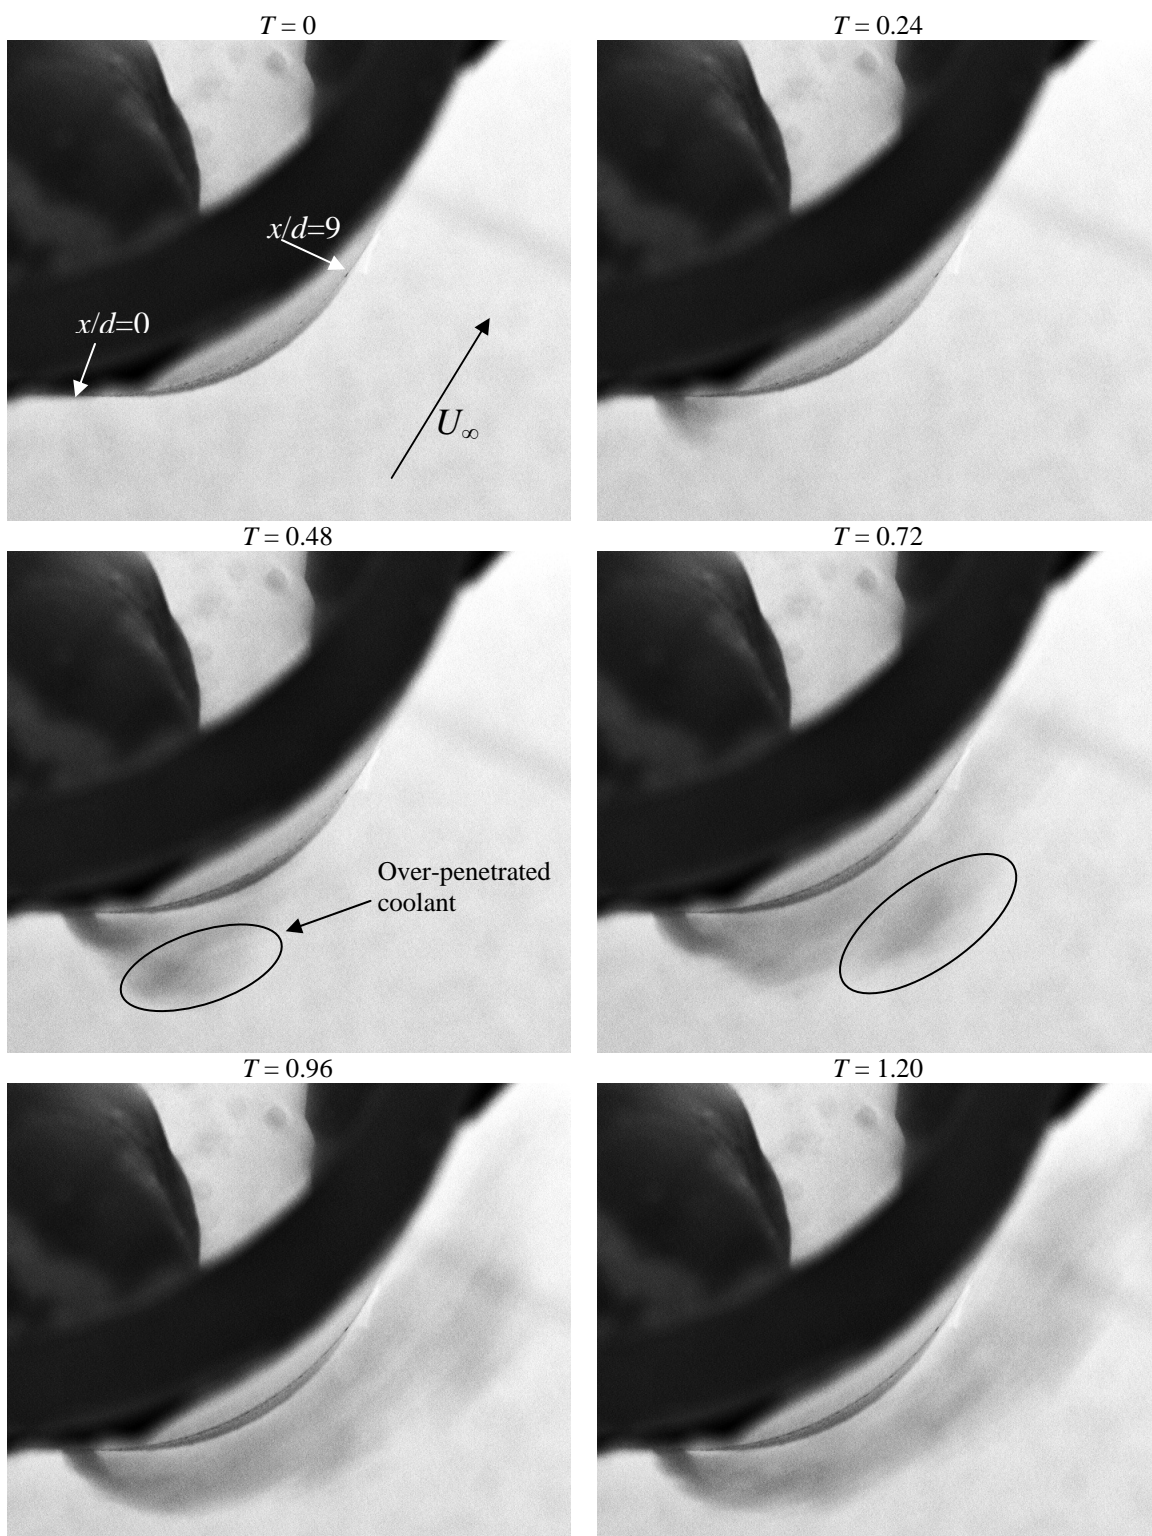 T = 0
T = 0.24
x/d=9
x/d=0
U∞
T = 0.48
T = 0.72
Over-penetrated
coolant
T = 0.96
T = 1.20